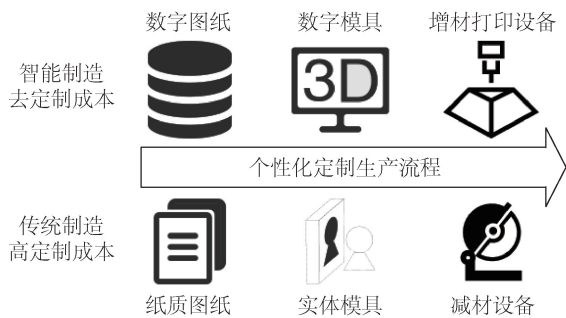 数字图纸
数字模具
增材打印设备
智能制造
去定制成本
3D
个性化定制生产流程
传统制造
高定制成本
纸质图纸
实体模具
减材设备